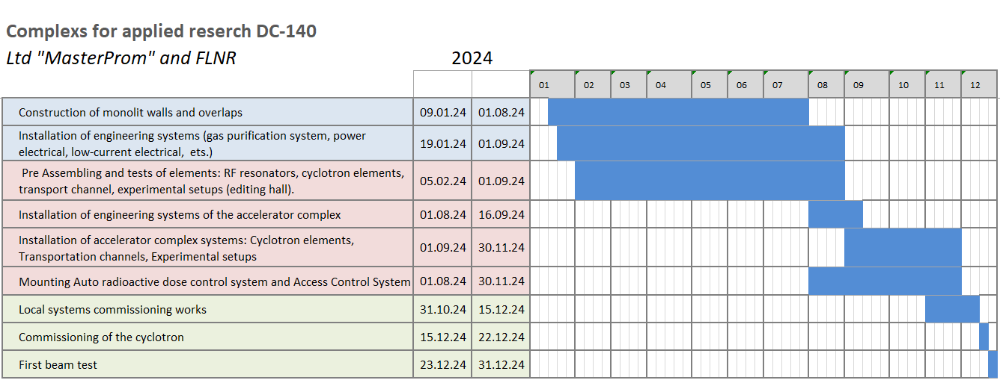 Complexs for applied reserch DC-140
Ltd "MasterProm" and FLNR
2024
01 02 03 04 05 06 07 08 09 10 11 12
Construction of monolit walls and overlaps 09.01.24 01.08.24
Installation of engineering systems (gas purification system, power
electrical, low-current electrical, ets.) 19.01.24 01.09.24
Pre Assembling and tests of elements: RF resonators, cyclotron elements,
transport channel, experimental setups (editing hall). 05.02.24 01.09.24
Installation of engineering systems of the accelerator complex 01.08.24 16.09.24
Installation of accelerator complex systems: Cyclotron elements,
Transportation channels, Experimental setups 01.09.24 30.11.24
Mounting Auto radioactive dose control system and Access Control System 01.08.24 30.11.24
Local systems commissioning works 31.10.24 15.12.24
Commissioning of the cyclotron 15.12.24 22.12.24
First beam test 23.12.24 31.12.24